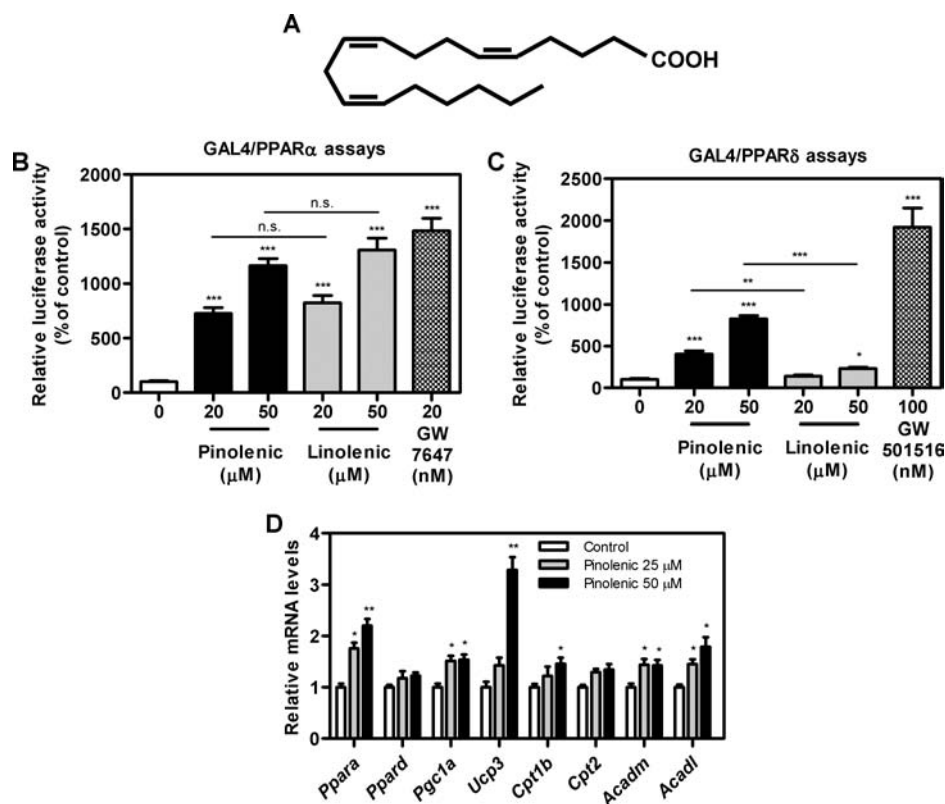 A
COOH
B
GAL4/PPARα assays
Relative luciferase activity
(% of control)
2000
1500
1000
500
0
n.s.
n.s.
***
***
***
***
***
0
20
50
20
50
20
Pinolenic
(μM)
Linolenic
(μM)
GW
7647
(nM)
C
GAL4/PPARδ assays
Relative luciferase activity
(% of control)
2500
2000
1500
1000
500
0
***
***
**
***
***
*
0
20
50
20
50
100
Pinolenic
(μM)
Linolenic
(μM)
GW
501516
(nM)
D
Relative mRNA levels
4
3
2
1
0
Control
Pinolenic 25 μM
Pinolenic 50 μM
*
**
*
*
**
*
*
*
*
*
Ppara
Ppard
Pgc1a
Ucp3
Cpt1b
Cpt2
Acadm
Acadl